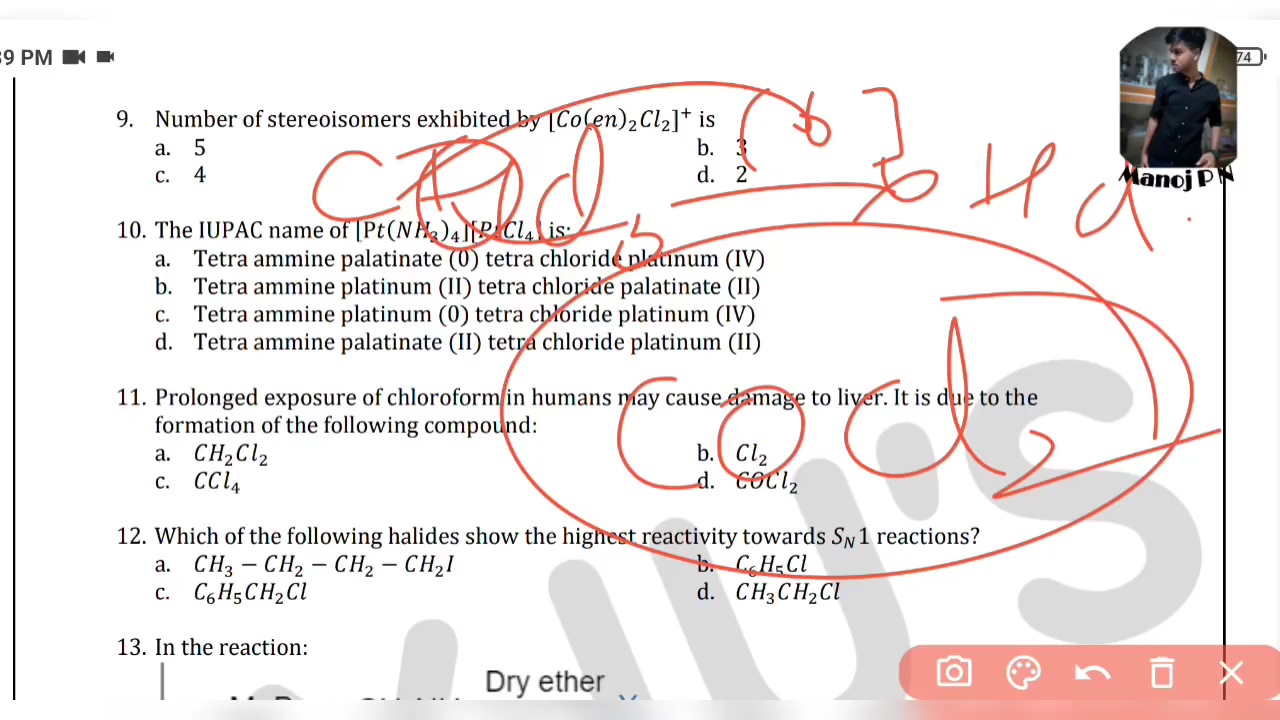 39 PM
74
Manoj P N
9. Number of stereoisomers exhibited by [Co(en)₂Cl₂]⁺ is
a. 5 b. 3
c. 4 d. 2
10. The IUPAC name of [Pt(NH₃)₄][PtCl₄] is:
a. Tetra ammine palatinate (0) tetra chloride platinum (IV)
b. Tetra ammine platinum (II) tetra chloride palatinate (II)
c. Tetra ammine platinum (0) tetra chloride platinum (IV)
d. Tetra ammine palatinate (II) tetra chloride platinum (II)
11. Prolonged exposure of chloroform in humans may cause damage to liver. It is due to the
formation of the following compound:
a. CH₂Cl₂ b. Cl₂
c. CCl₄ d. COCl₂
COCl₂
12. Which of the following halides show the highest reactivity towards S_N1 reactions?
a. CH₃ − CH₂ − CH₂ − CH₂I b. C₆H₅Cl
c. C₆H₅CH₂Cl d. CH₃CH₂Cl
13. In the reaction:
Dry ether